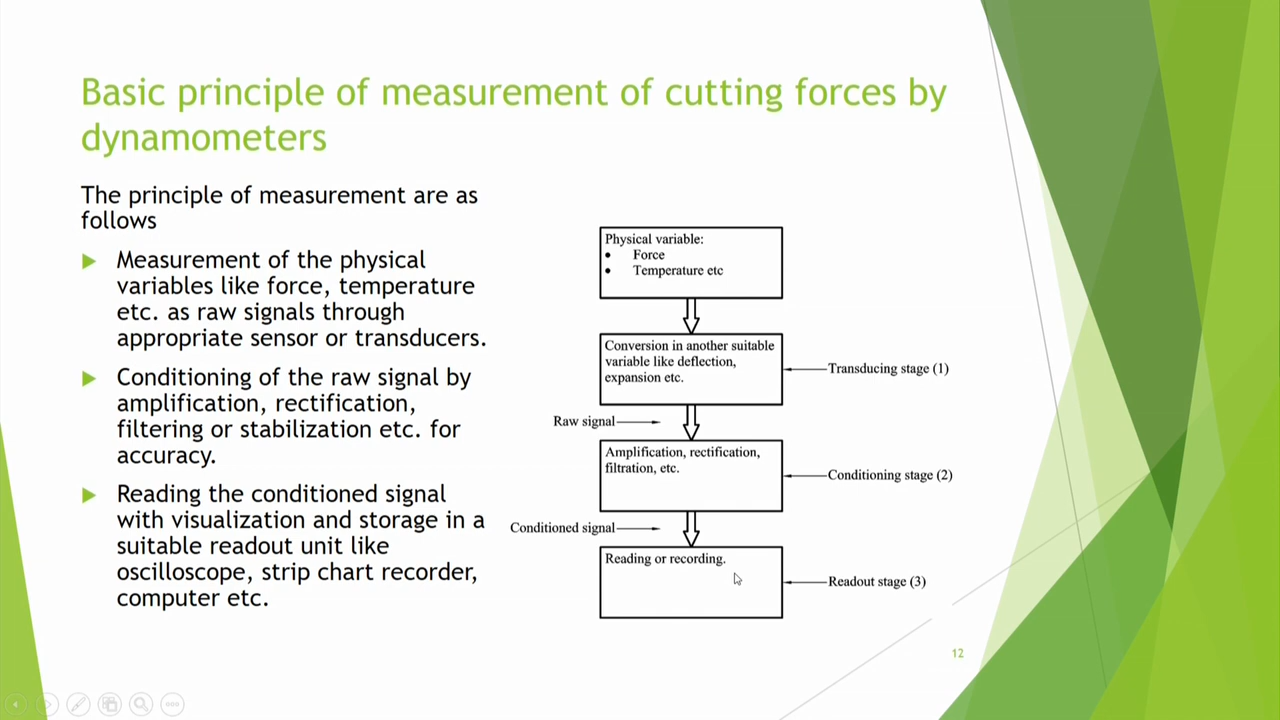 Basic principle of measurement of cutting forces by
dynamometers
The principle of measurement are as
follows
Measurement of the physical
variables like force, temperature
etc. as raw signals through
appropriate sensor or transducers.
Conditioning of the raw signal by
amplification, rectification,
filtering or stabilization etc. for
accuracy.
Reading the conditioned signal
with visualization and storage in a
suitable readout unit like
oscilloscope, strip chart recorder,
computer etc.
Physical variable:
Force
Temperature etc
Conversion in another suitable
variable like deflection,
expansion etc.
Transducing stage (1)
Raw signal
Amplification, rectification,
filtration, etc.
Conditioning stage (2)
Conditioned signal
Reading or recording.
Readout stage (3)
12